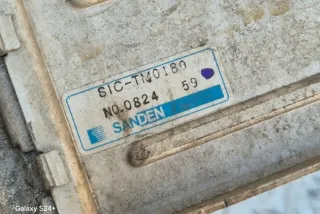 SIC-TM0180
NO.0824 59
SANDEN
Galaxy S24+